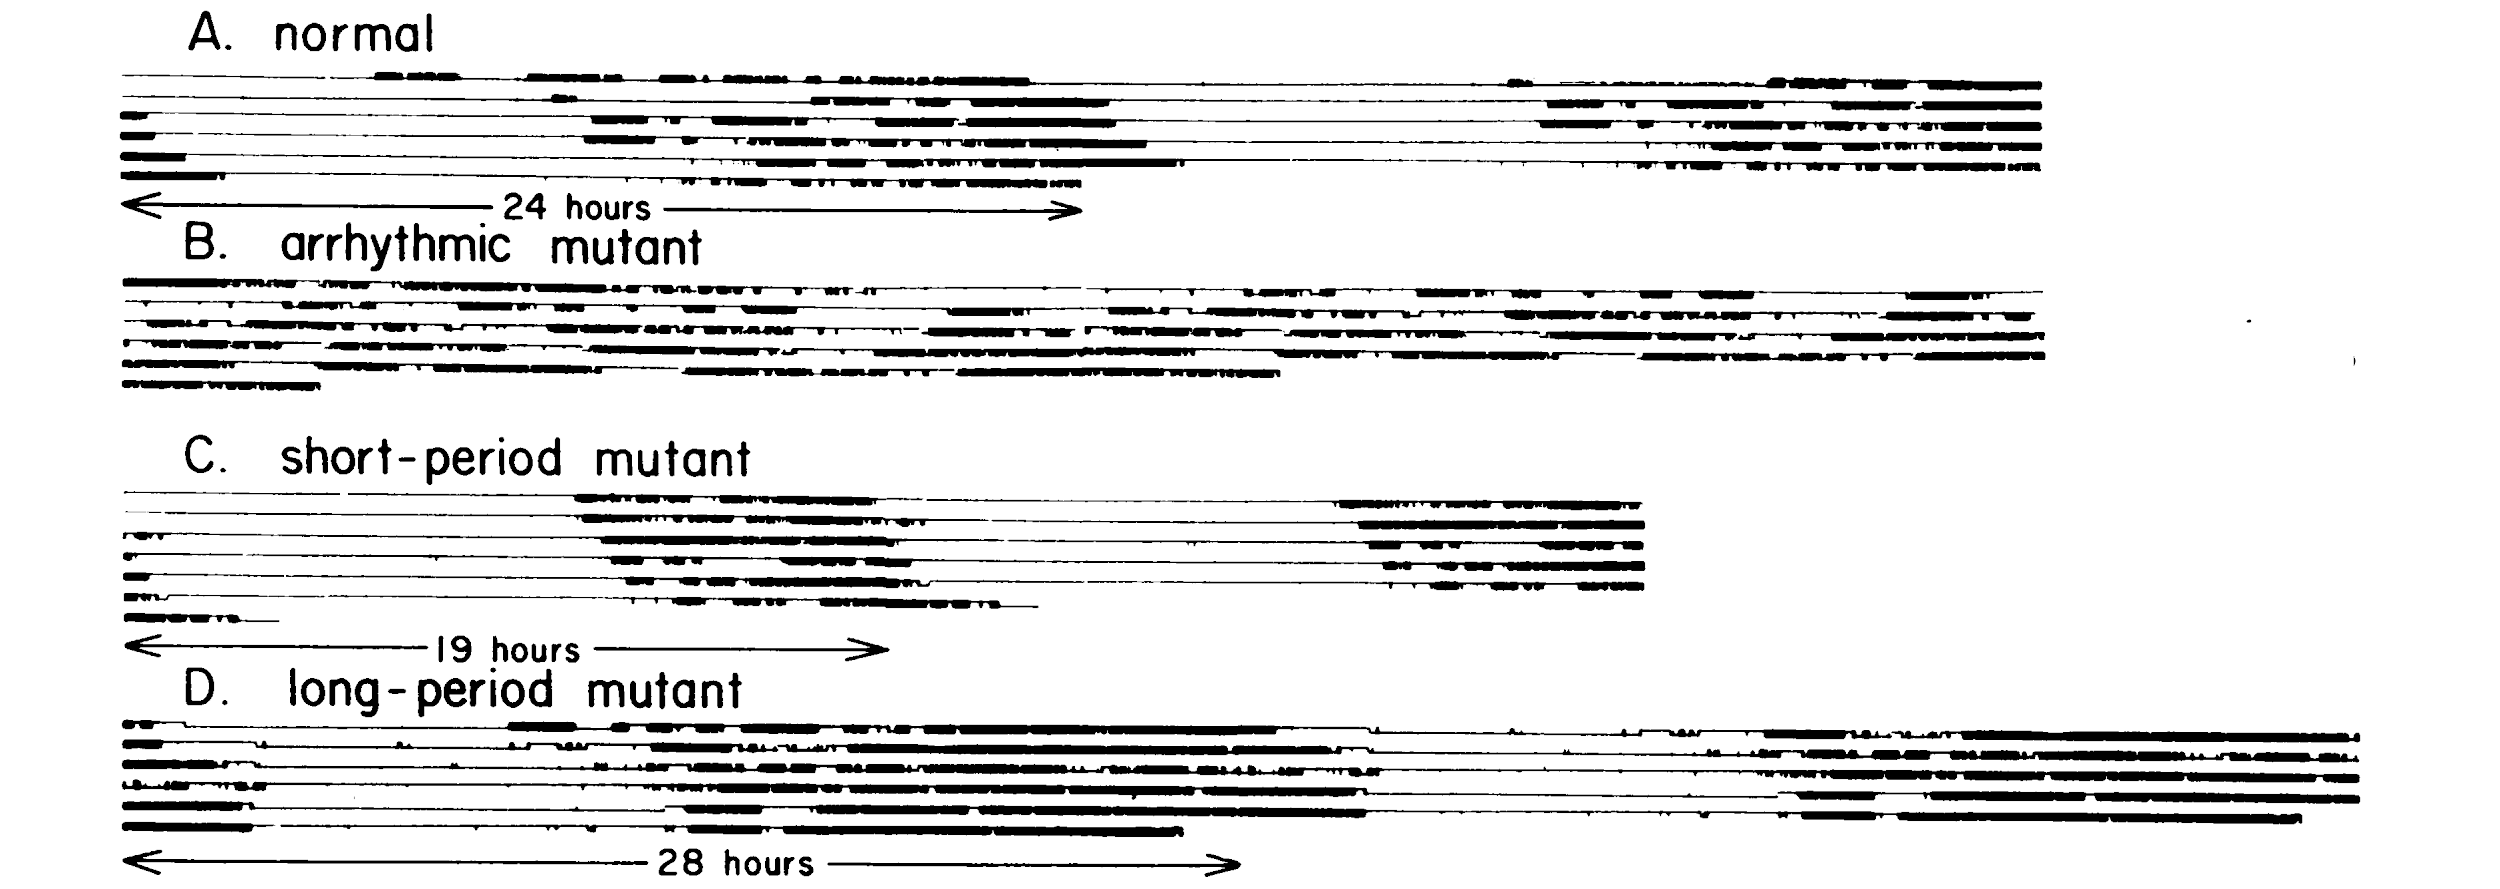 A. normal
24 hours
B. arrhythmic mutant
C. short-period mutant
19 hours
D. long-period mutant
28 hours